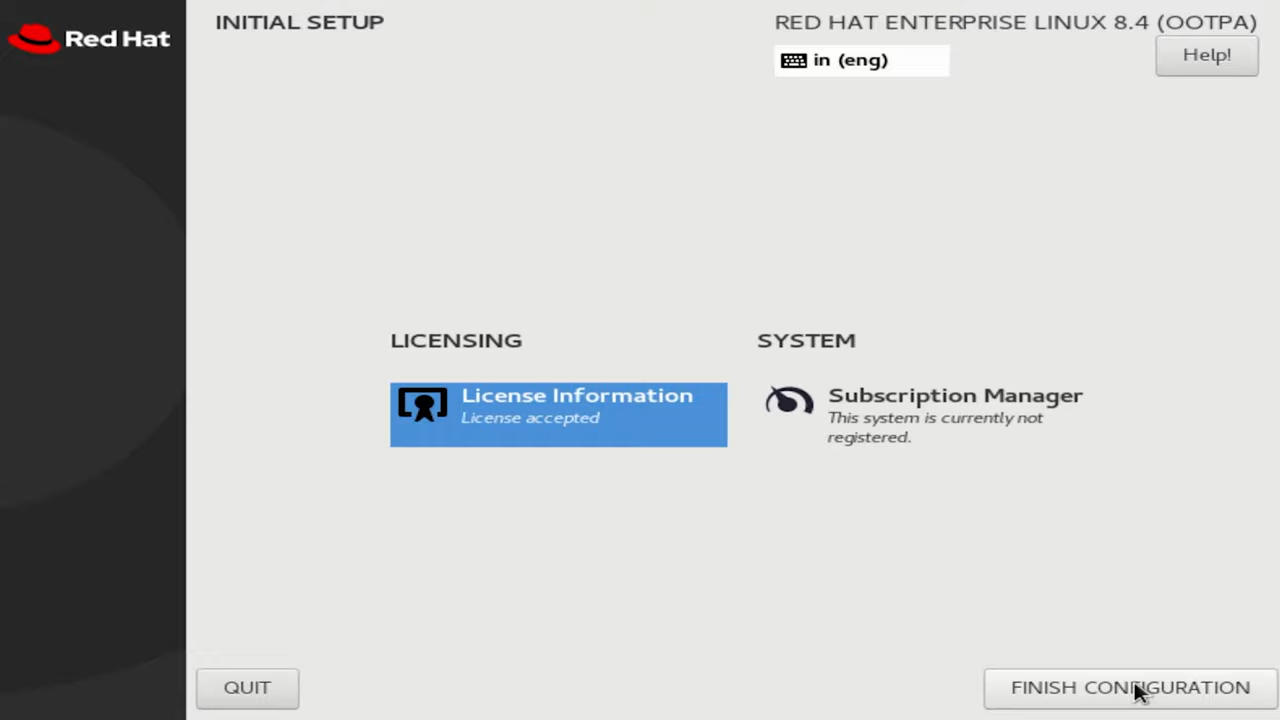 Red Hat
INITIAL SETUP
RED HAT ENTERPRISE LINUX 8.4 (OOTPA)
in (eng)
Help!
LICENSING
License Information
License accepted
SYSTEM
Subscription Manager
This system is currently not
registered.
QUIT
FINISH CONFIGURATION